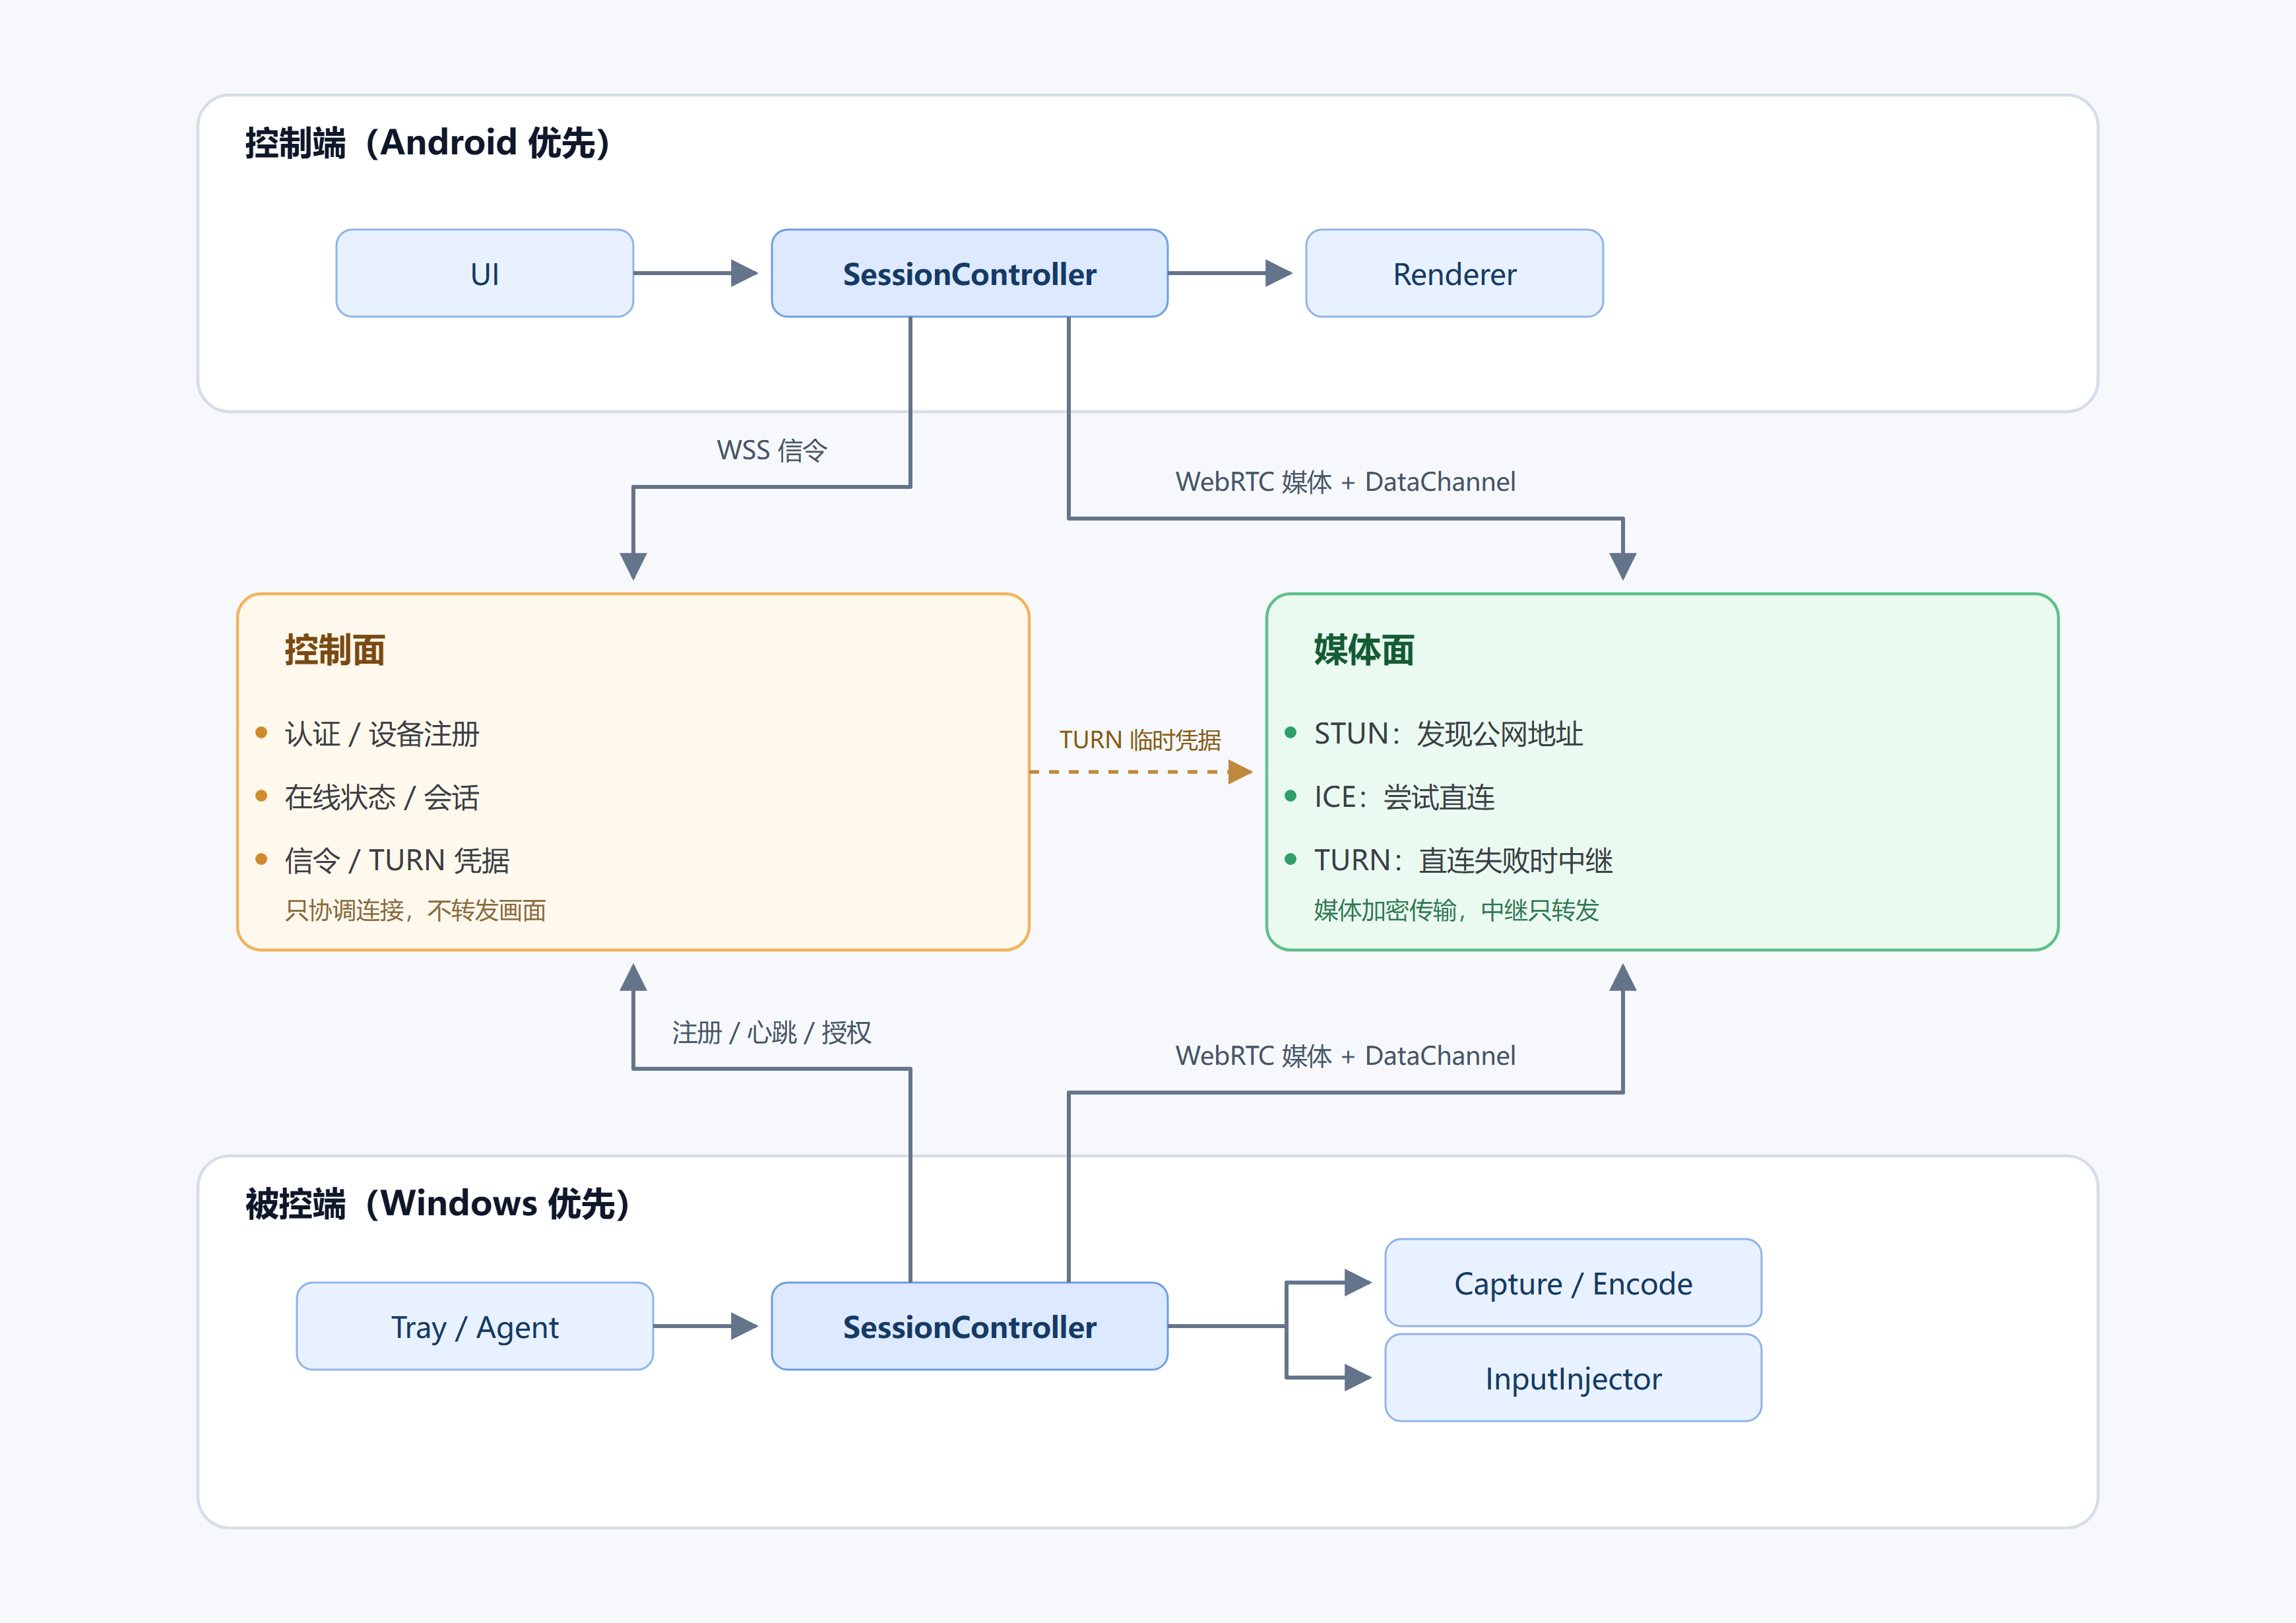 控制端（Android 优先）
UI
SessionController
Renderer
WSS 信令
WebRTC 媒体 + DataChannel
控制面
认证 / 设备注册
在线状态 / 会话
信令 / TURN 凭据
只协调连接，不转发画面
TURN 临时凭据
媒体面
STUN：发现公网地址
ICE：尝试直连
TURN：直连失败时中继
媒体加密传输，中继只转发
注册 / 心跳 / 授权
WebRTC 媒体 + DataChannel
被控端（Windows 优先）
Tray / Agent
SessionController
Capture / Encode
InputInjector